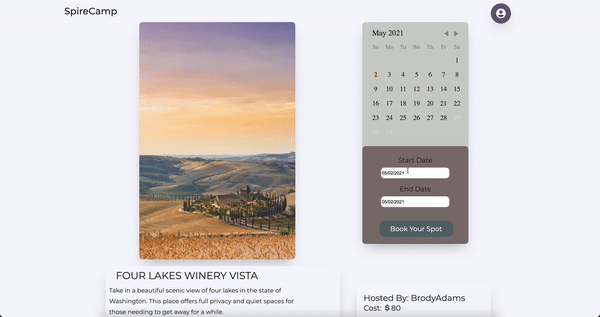 SpireCamp
May 2021
Su Mo Tu We Th Fr Sa
1
2 3 4 5 6 7 8
9 10 11 12 13 14 15
16 17 18 19 20 21 22
23 24 25 26 27 28 29
30 31
Start Date
05/02/2021
End Date
05/02/2021
Book Your Spot
FOUR LAKES WINERY VISTA
Take in a beautiful scenic view of four lakes in the state of
Washington. This place offers full privacy and quiet spaces for
those needing to get away for a while.
Hosted By: BrodyAdams
Cost: $80